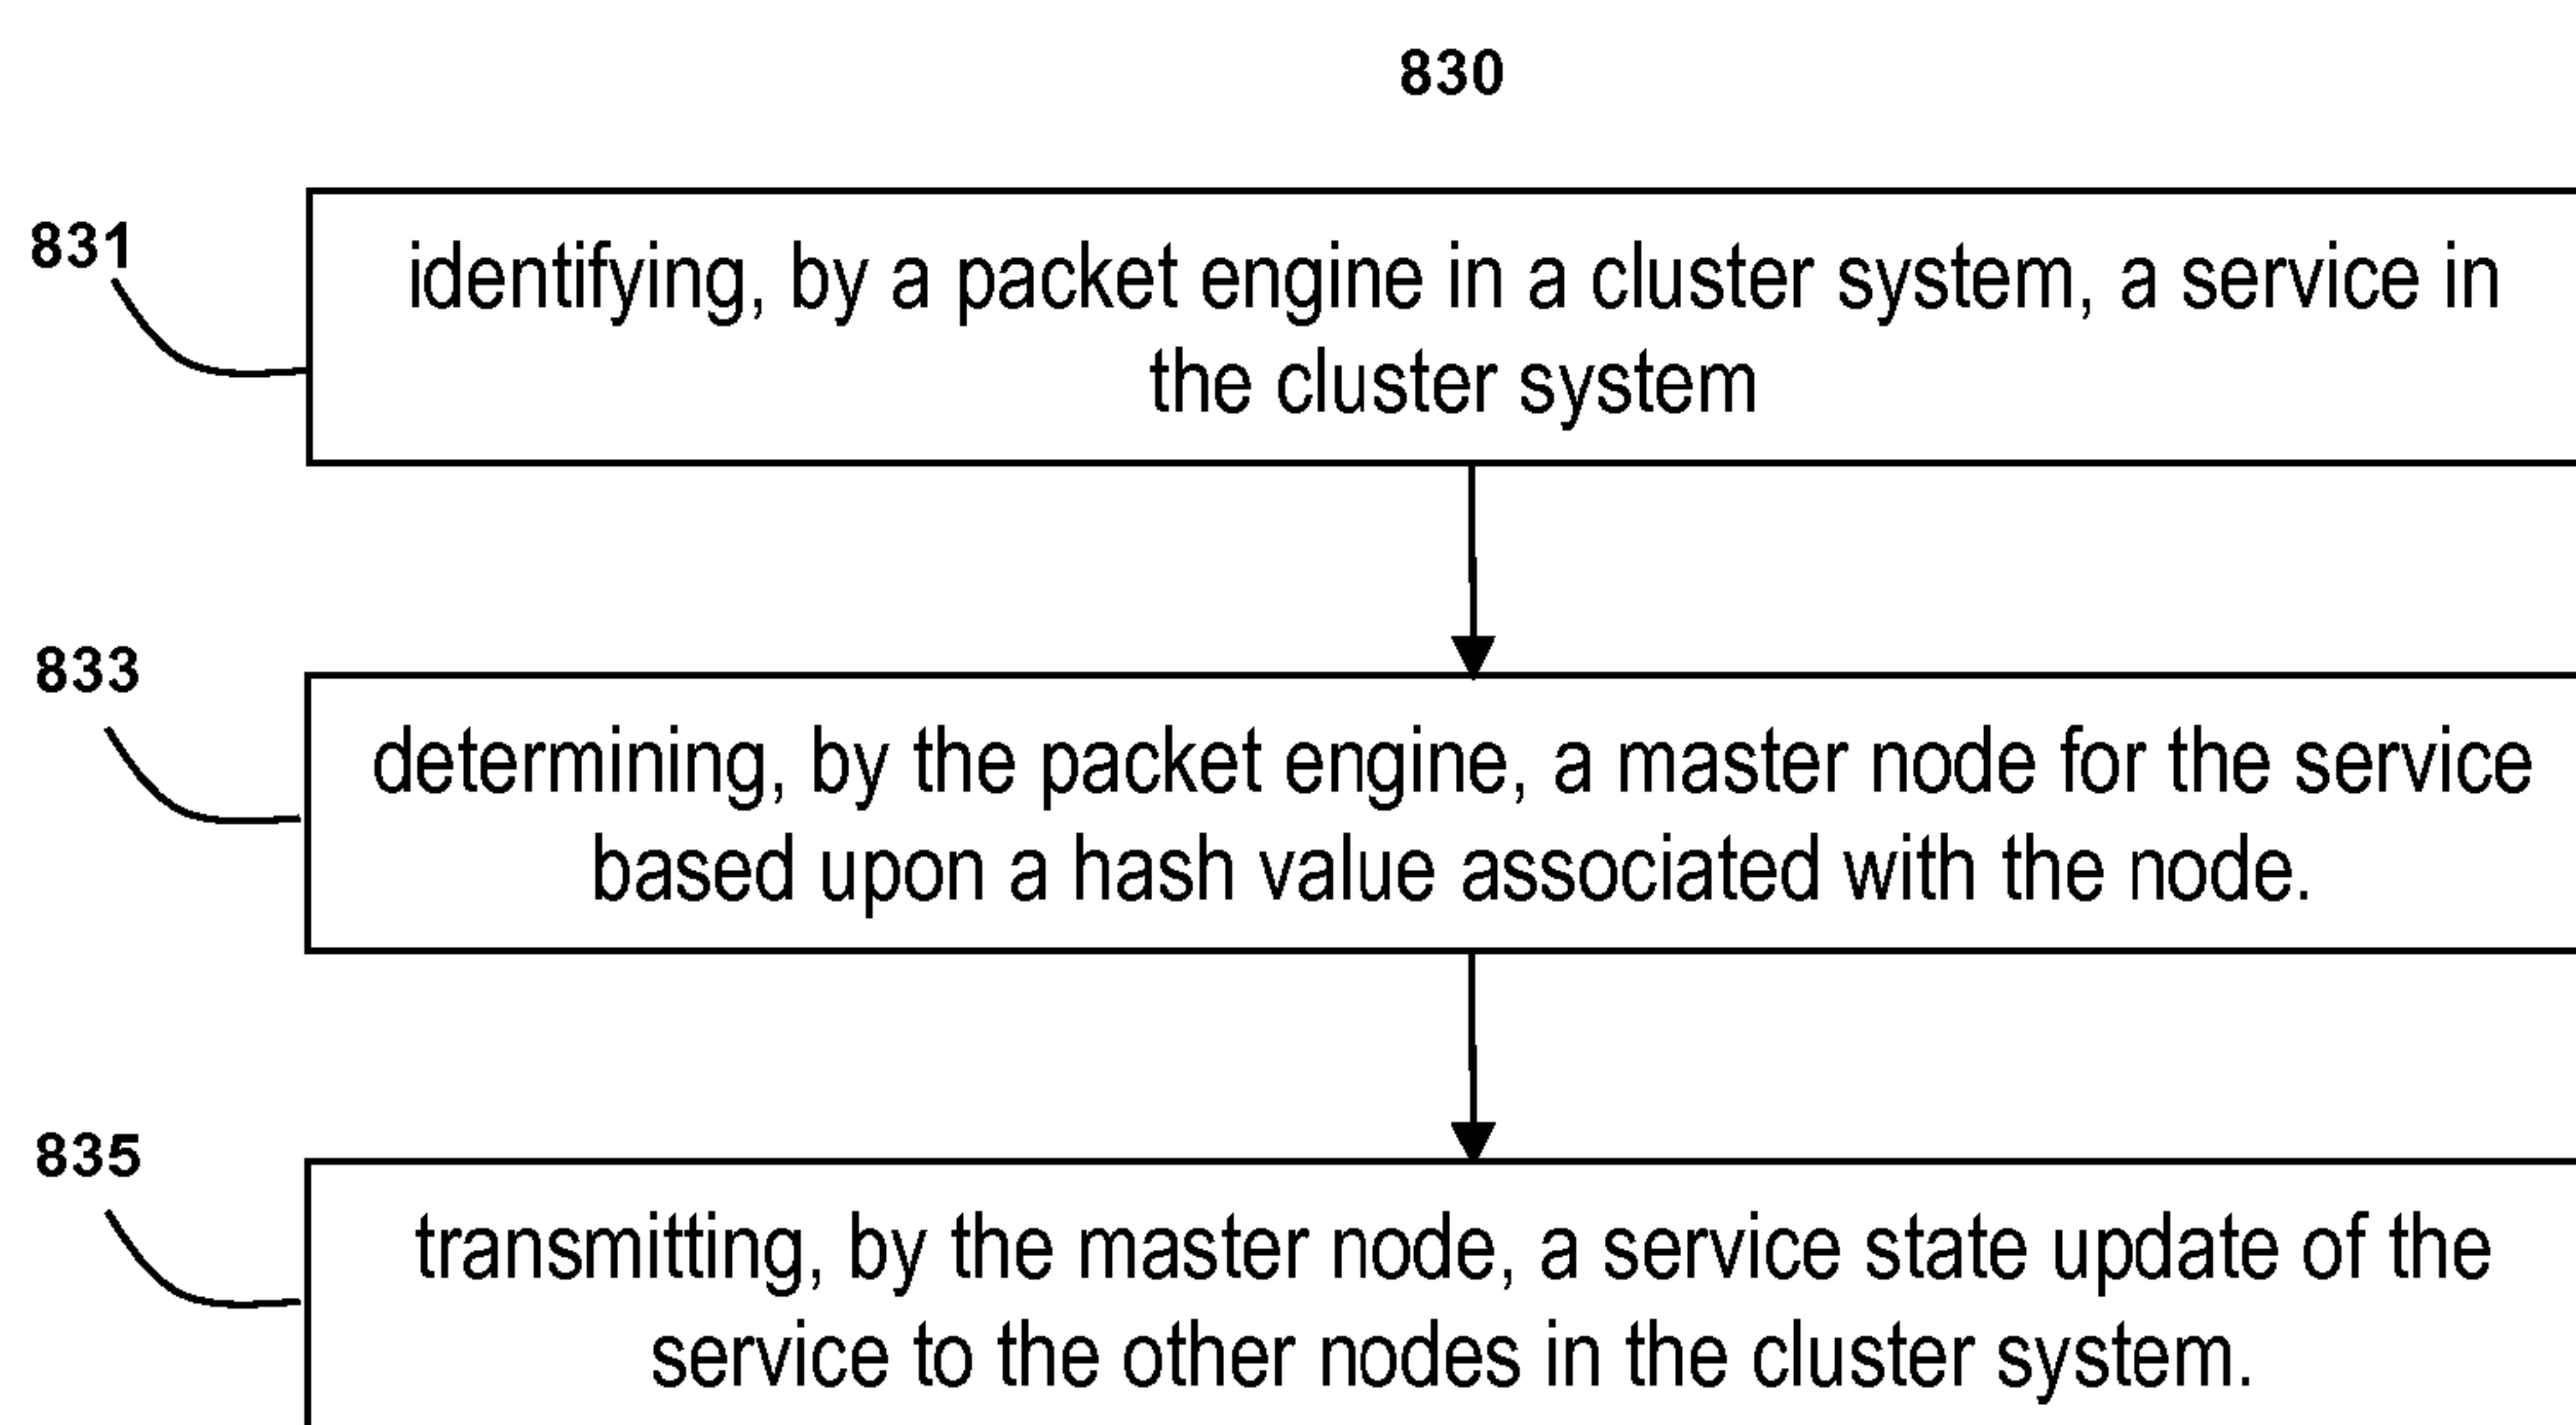 830
831
identifying, by a packet engine in a cluster system, a service in
the cluster system
833
determining, by the packet engine, a master node for the service
based upon a hash value associated with the node.
835
transmitting, by the master node, a service state update of the
service to the other nodes in the cluster system.